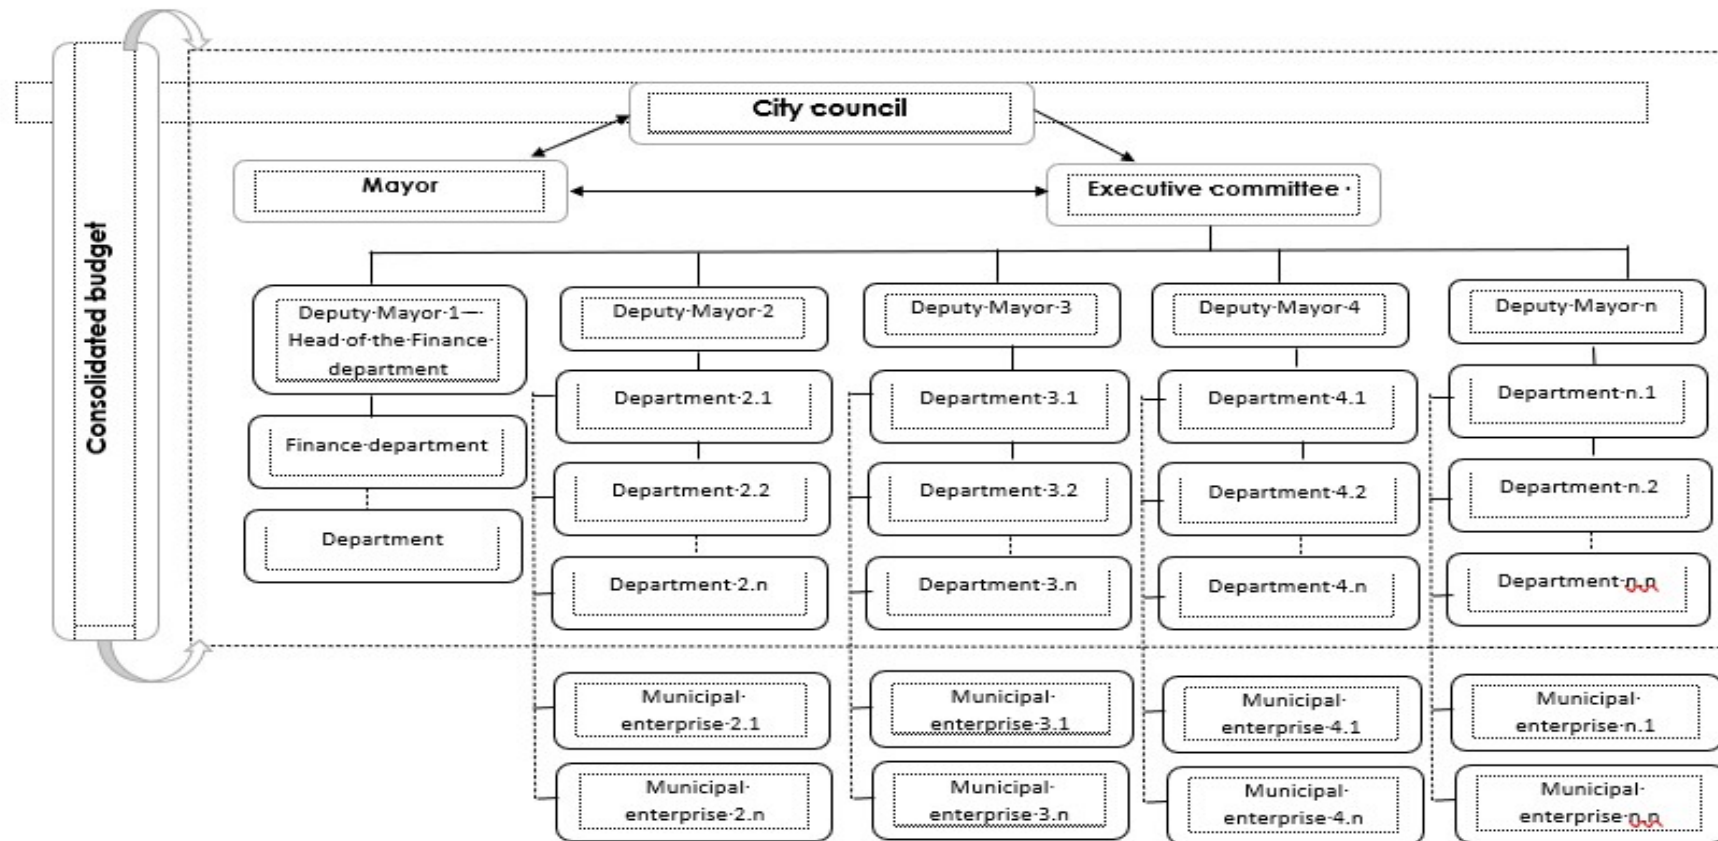 Consolidated budget
City council
Mayor
Executive committee
Deputy Mayor 1—
Head of the Finance
department
Deputy Mayor 2
Deputy Mayor 3
Deputy Mayor 4
Deputy Mayor n
Finance department
Department
Department 2.1
Department 2.2
Department 2.n
Department 3.1
Department 3.2
Department 3.n
Department 4.1
Department 4.2
Department 4.n
Department n.1
Department n.2
Department n.n
Municipal
enterprise 2.1
Municipal
enterprise 3.1
Municipal
enterprise 4.1
Municipal
enterprise n.1
Municipal
enterprise 2.n
Municipal
enterprise 3.n
Municipal
enterprise 4.n
Municipal
enterprise n.n